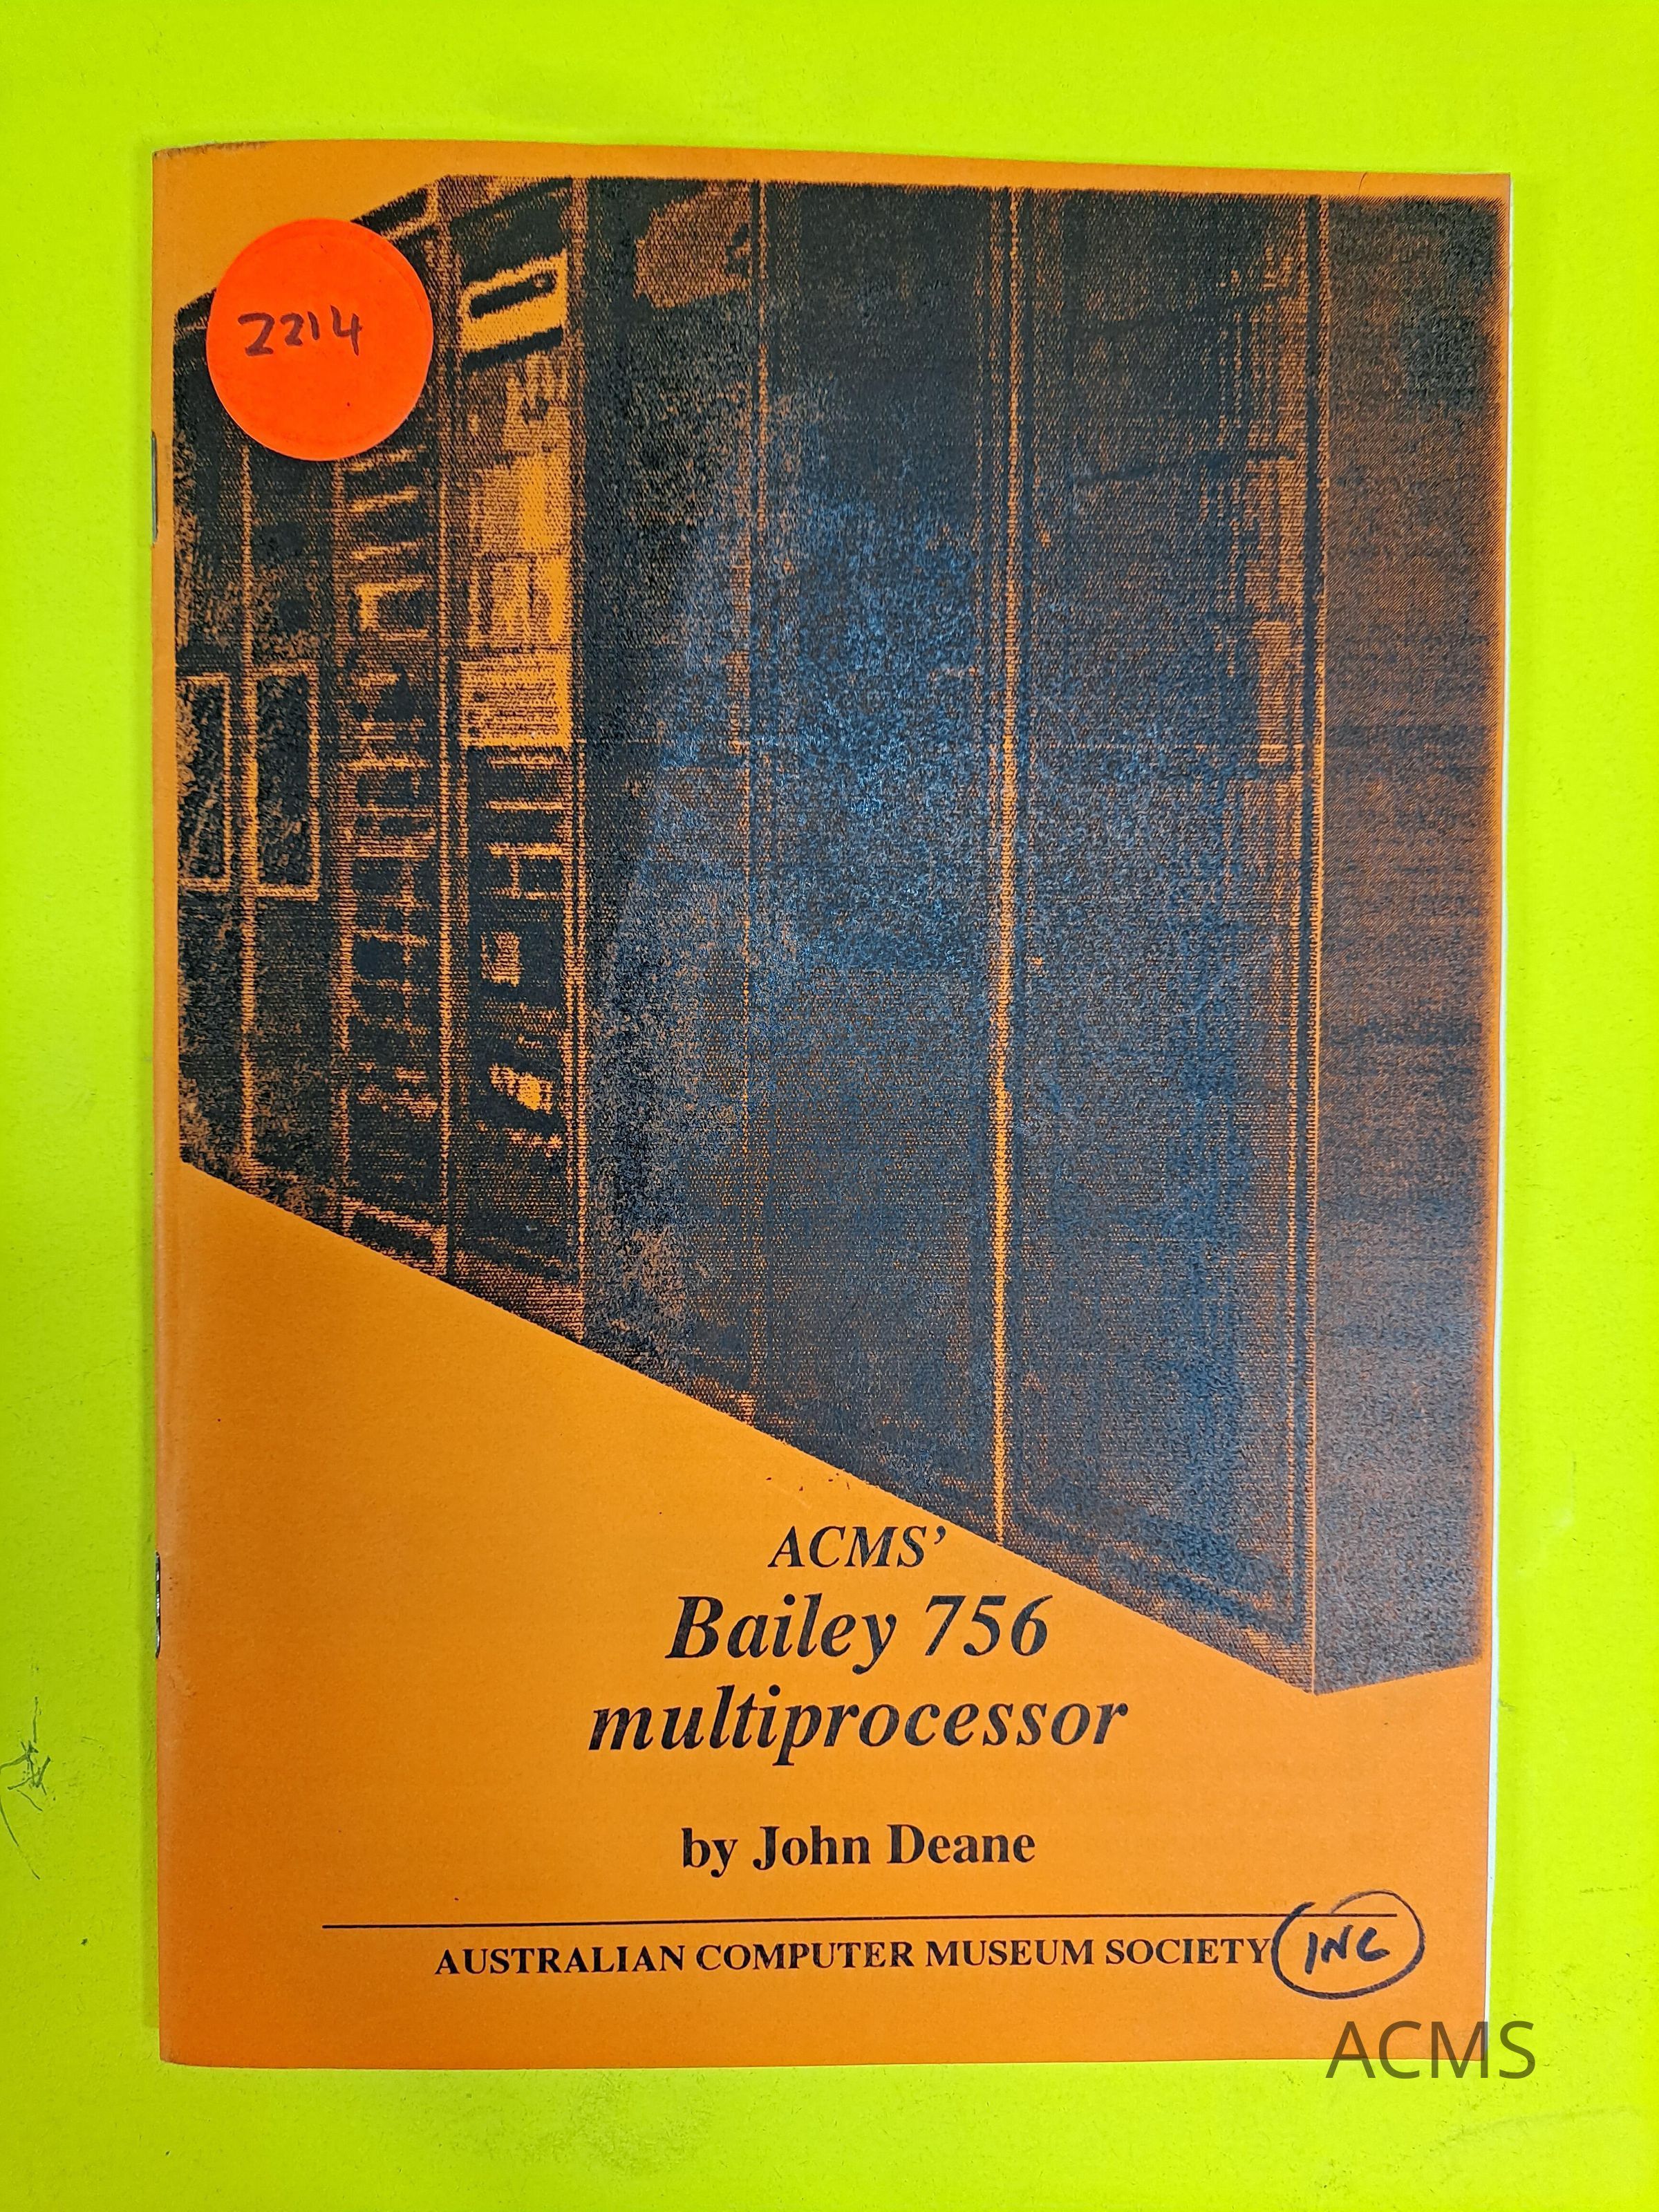 2214
ACMS’
Bailey 756
multiprocessor
by John Deane
AUSTRALIAN COMPUTER MUSEUM SOCIETY INC
ACMS